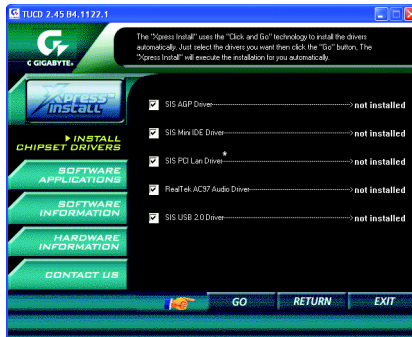 TUCD 2.45 B4.1122.1
The "Xpress Install" uses the "Click and Go" technology to install the drivers
automatically. Just select the drivers you want then click the "Go" button. The
"Xpress Install" will execute the installation for you automatically.
GIGABYTE
Xpress-
Install
INSTALL
CHIPSET DRIVERS
SOFTWARE
APPLICATIONS
SOFTWARE
INFORMATION
HARDWARE
INFORMATION
CONTACT US
SIS AGP Driver not installed
SIS Mini IDE Driver not installed
SIS PCI Lan Driver* not installed
RealTek AC97 Audio Driver not installed
SIS USB 2.0 Driver not installed
GO RETURN EXIT